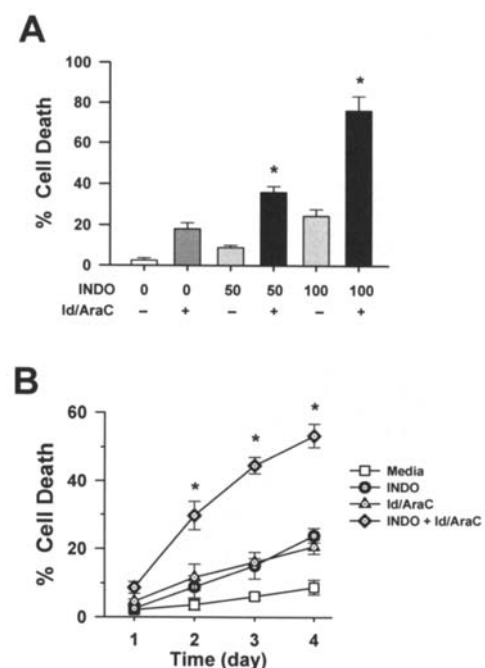 A
% Cell Death
100
80
60
40
20
0
* *
INDO 0 0 50 50 100 100
Id/AraC – + – + – +
B
% Cell Death
60
40
20
0
* * *
Media
INDO
Id/AraC
INDO + Id/AraC
1 2 3 4
Time (day)